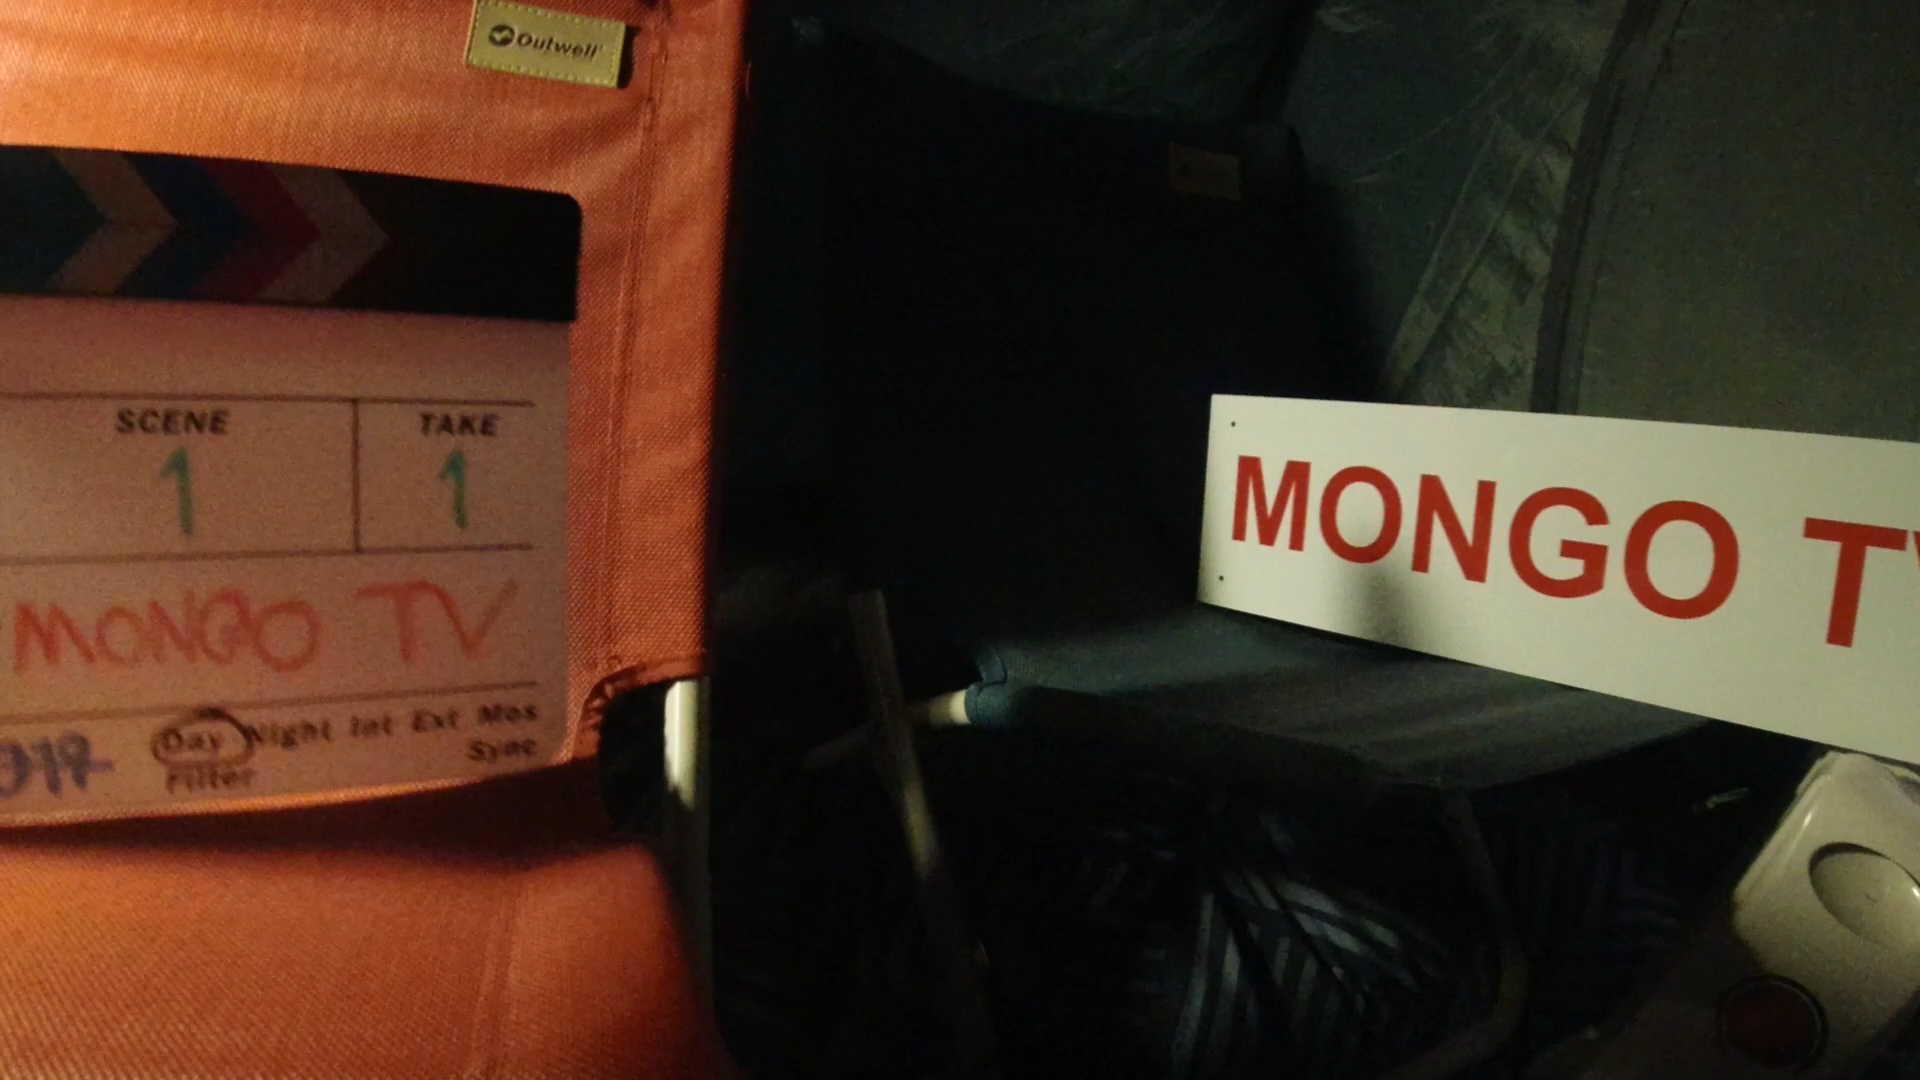 Outwell
SCENE TAKE
1 1
MONGO TV
Day Night Int Ext Mos
Filter Sync
MONGO T